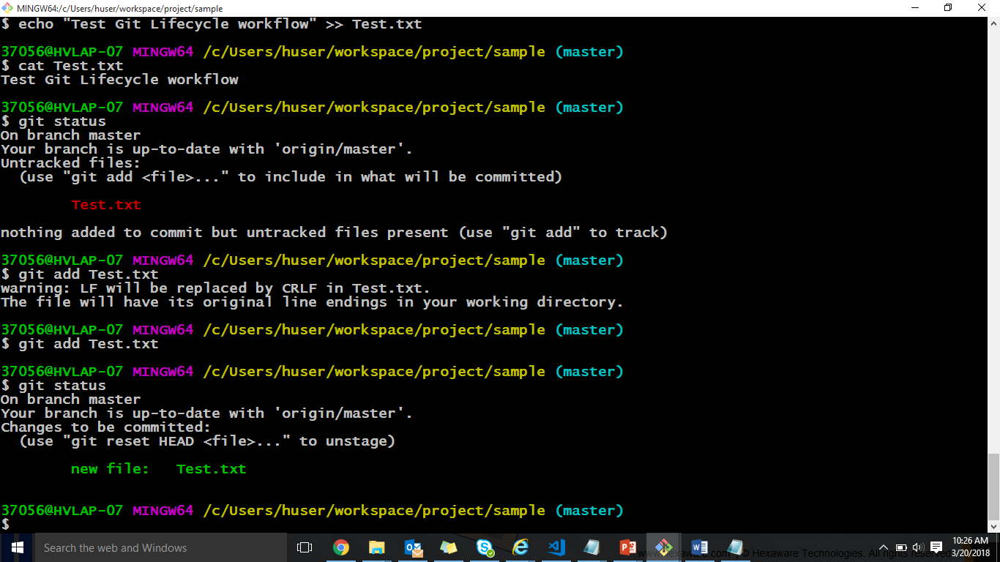 MINGW64:/c/Users/huser/workspace/project/sample
$ echo "Test Git Lifecycle workflow" >> Test.txt
37056@HVLAP-07 MINGW64 /c/Users/huser/workspace/project/sample (master)
$ cat Test.txt
Test Git Lifecycle workflow
37056@HVLAP-07 MINGW64 /c/Users/huser/workspace/project/sample (master)
$ git status
On branch master
Your branch is up-to-date with 'origin/master'.
Untracked files:
  (use "git add <file>..." to include in what will be committed)
        Test.txt
nothing added to commit but untracked files present (use "git add" to track)
37056@HVLAP-07 MINGW64 /c/Users/huser/workspace/project/sample (master)
$ git add Test.txt
warning: LF will be replaced by CRLF in Test.txt.
The file will have its original line endings in your working directory.
37056@HVLAP-07 MINGW64 /c/Users/huser/workspace/project/sample (master)
$ git add Test.txt
37056@HVLAP-07 MINGW64 /c/Users/huser/workspace/project/sample (master)
$ git status
On branch master
Your branch is up-to-date with 'origin/master'.
Changes to be committed:
  (use "git reset HEAD <file>..." to unstage)
        new file:   Test.txt
37056@HVLAP-07 MINGW64 /c/Users/huser/workspace/project/sample (master)
$
Search the web and Windows
10:26 AM
© Hexaware Technologies. All rights reserved
3/20/2018